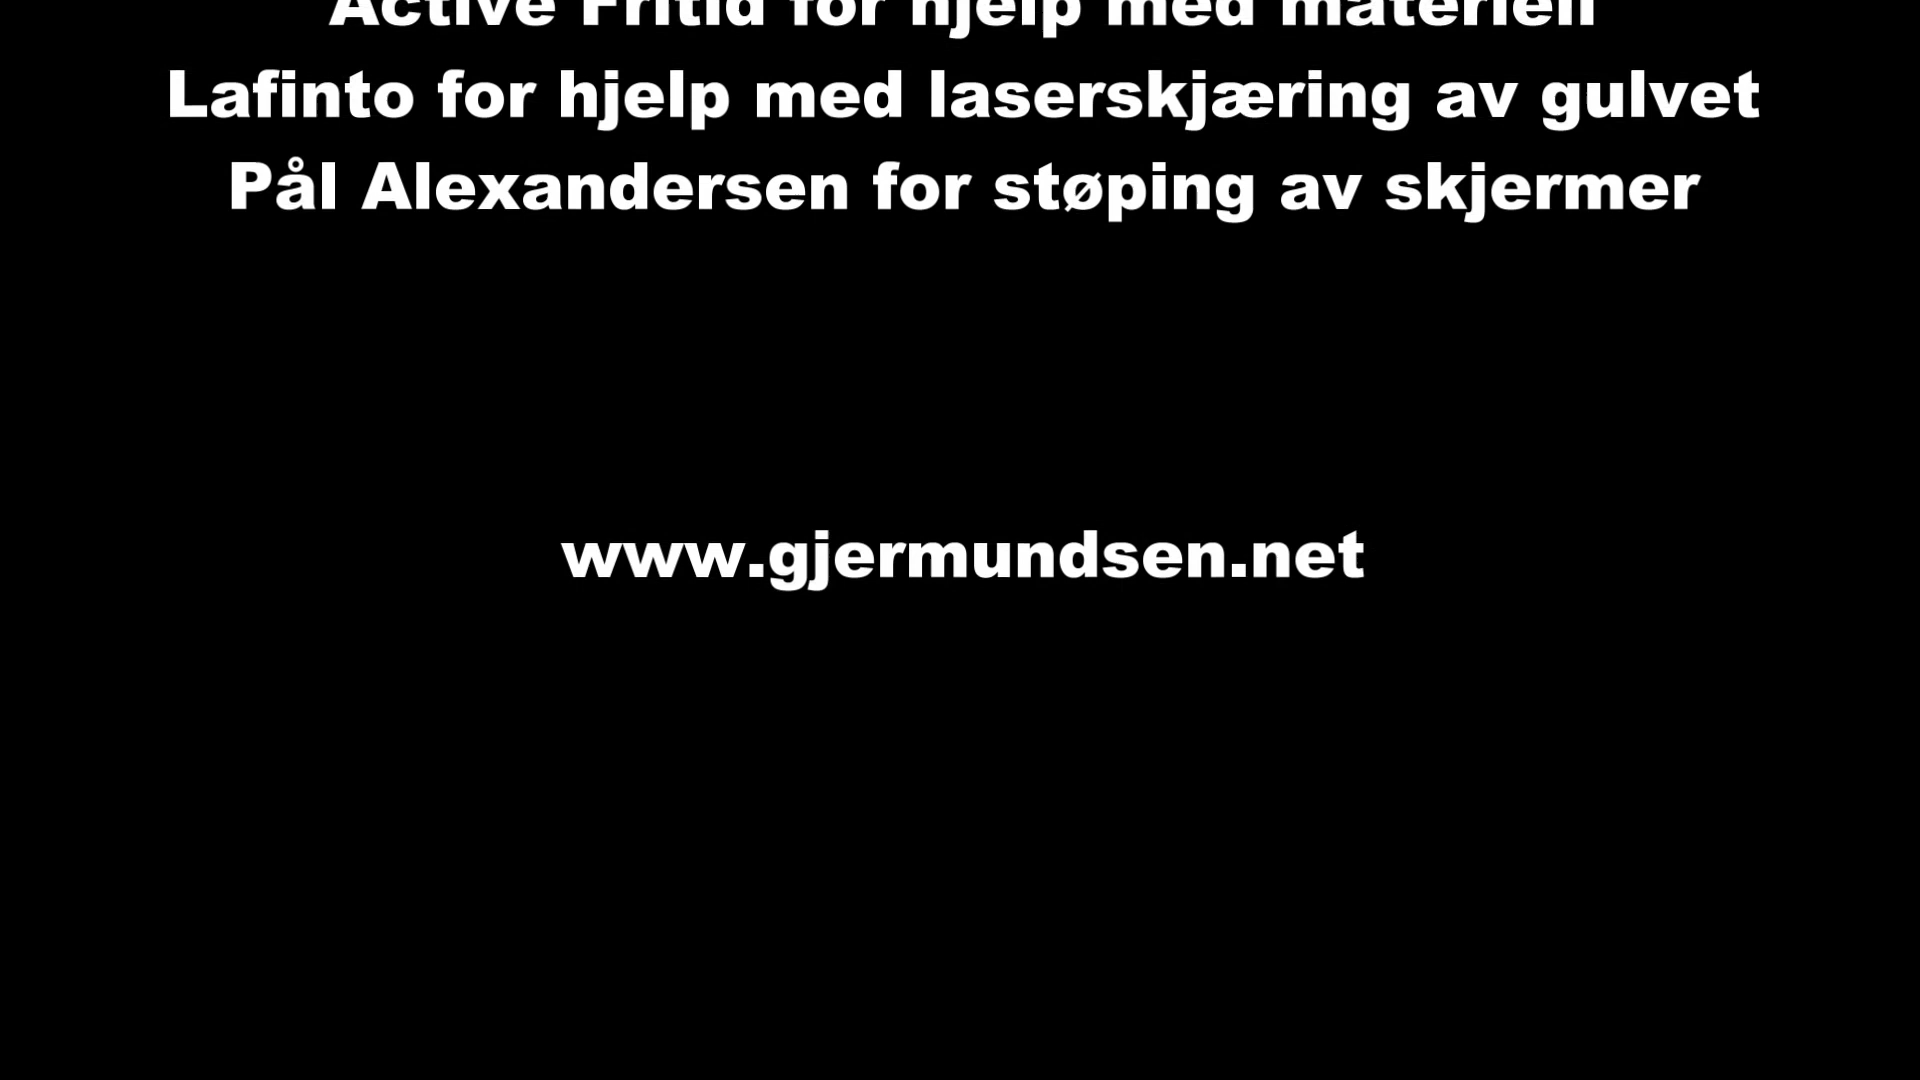 Active Fritid for hjelp med materiell
Lafinto for hjelp med laserskjæring av gulvet
Pål Alexandersen for støping av skjermer
www.gjermundsen.net